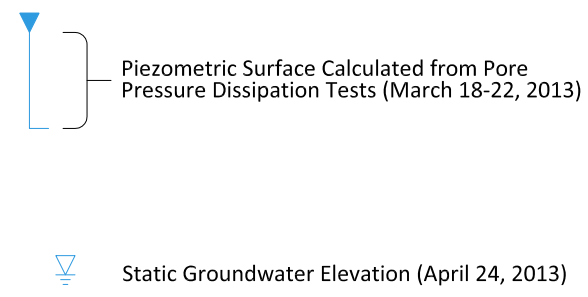 Piezometric Surface Calculated from Pore
Pressure Dissipation Tests (March 18-22, 2013)
Static Groundwater Elevation (April 24, 2013)